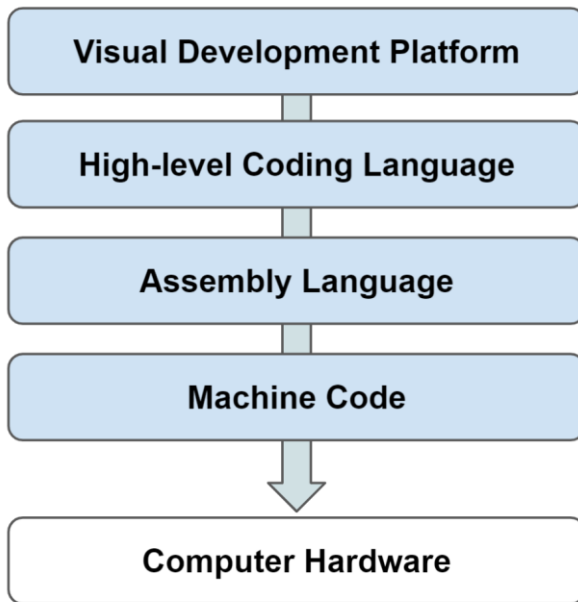 Visual Development Platform
High-level Coding Language
Assembly Language
Machine Code
Computer Hardware